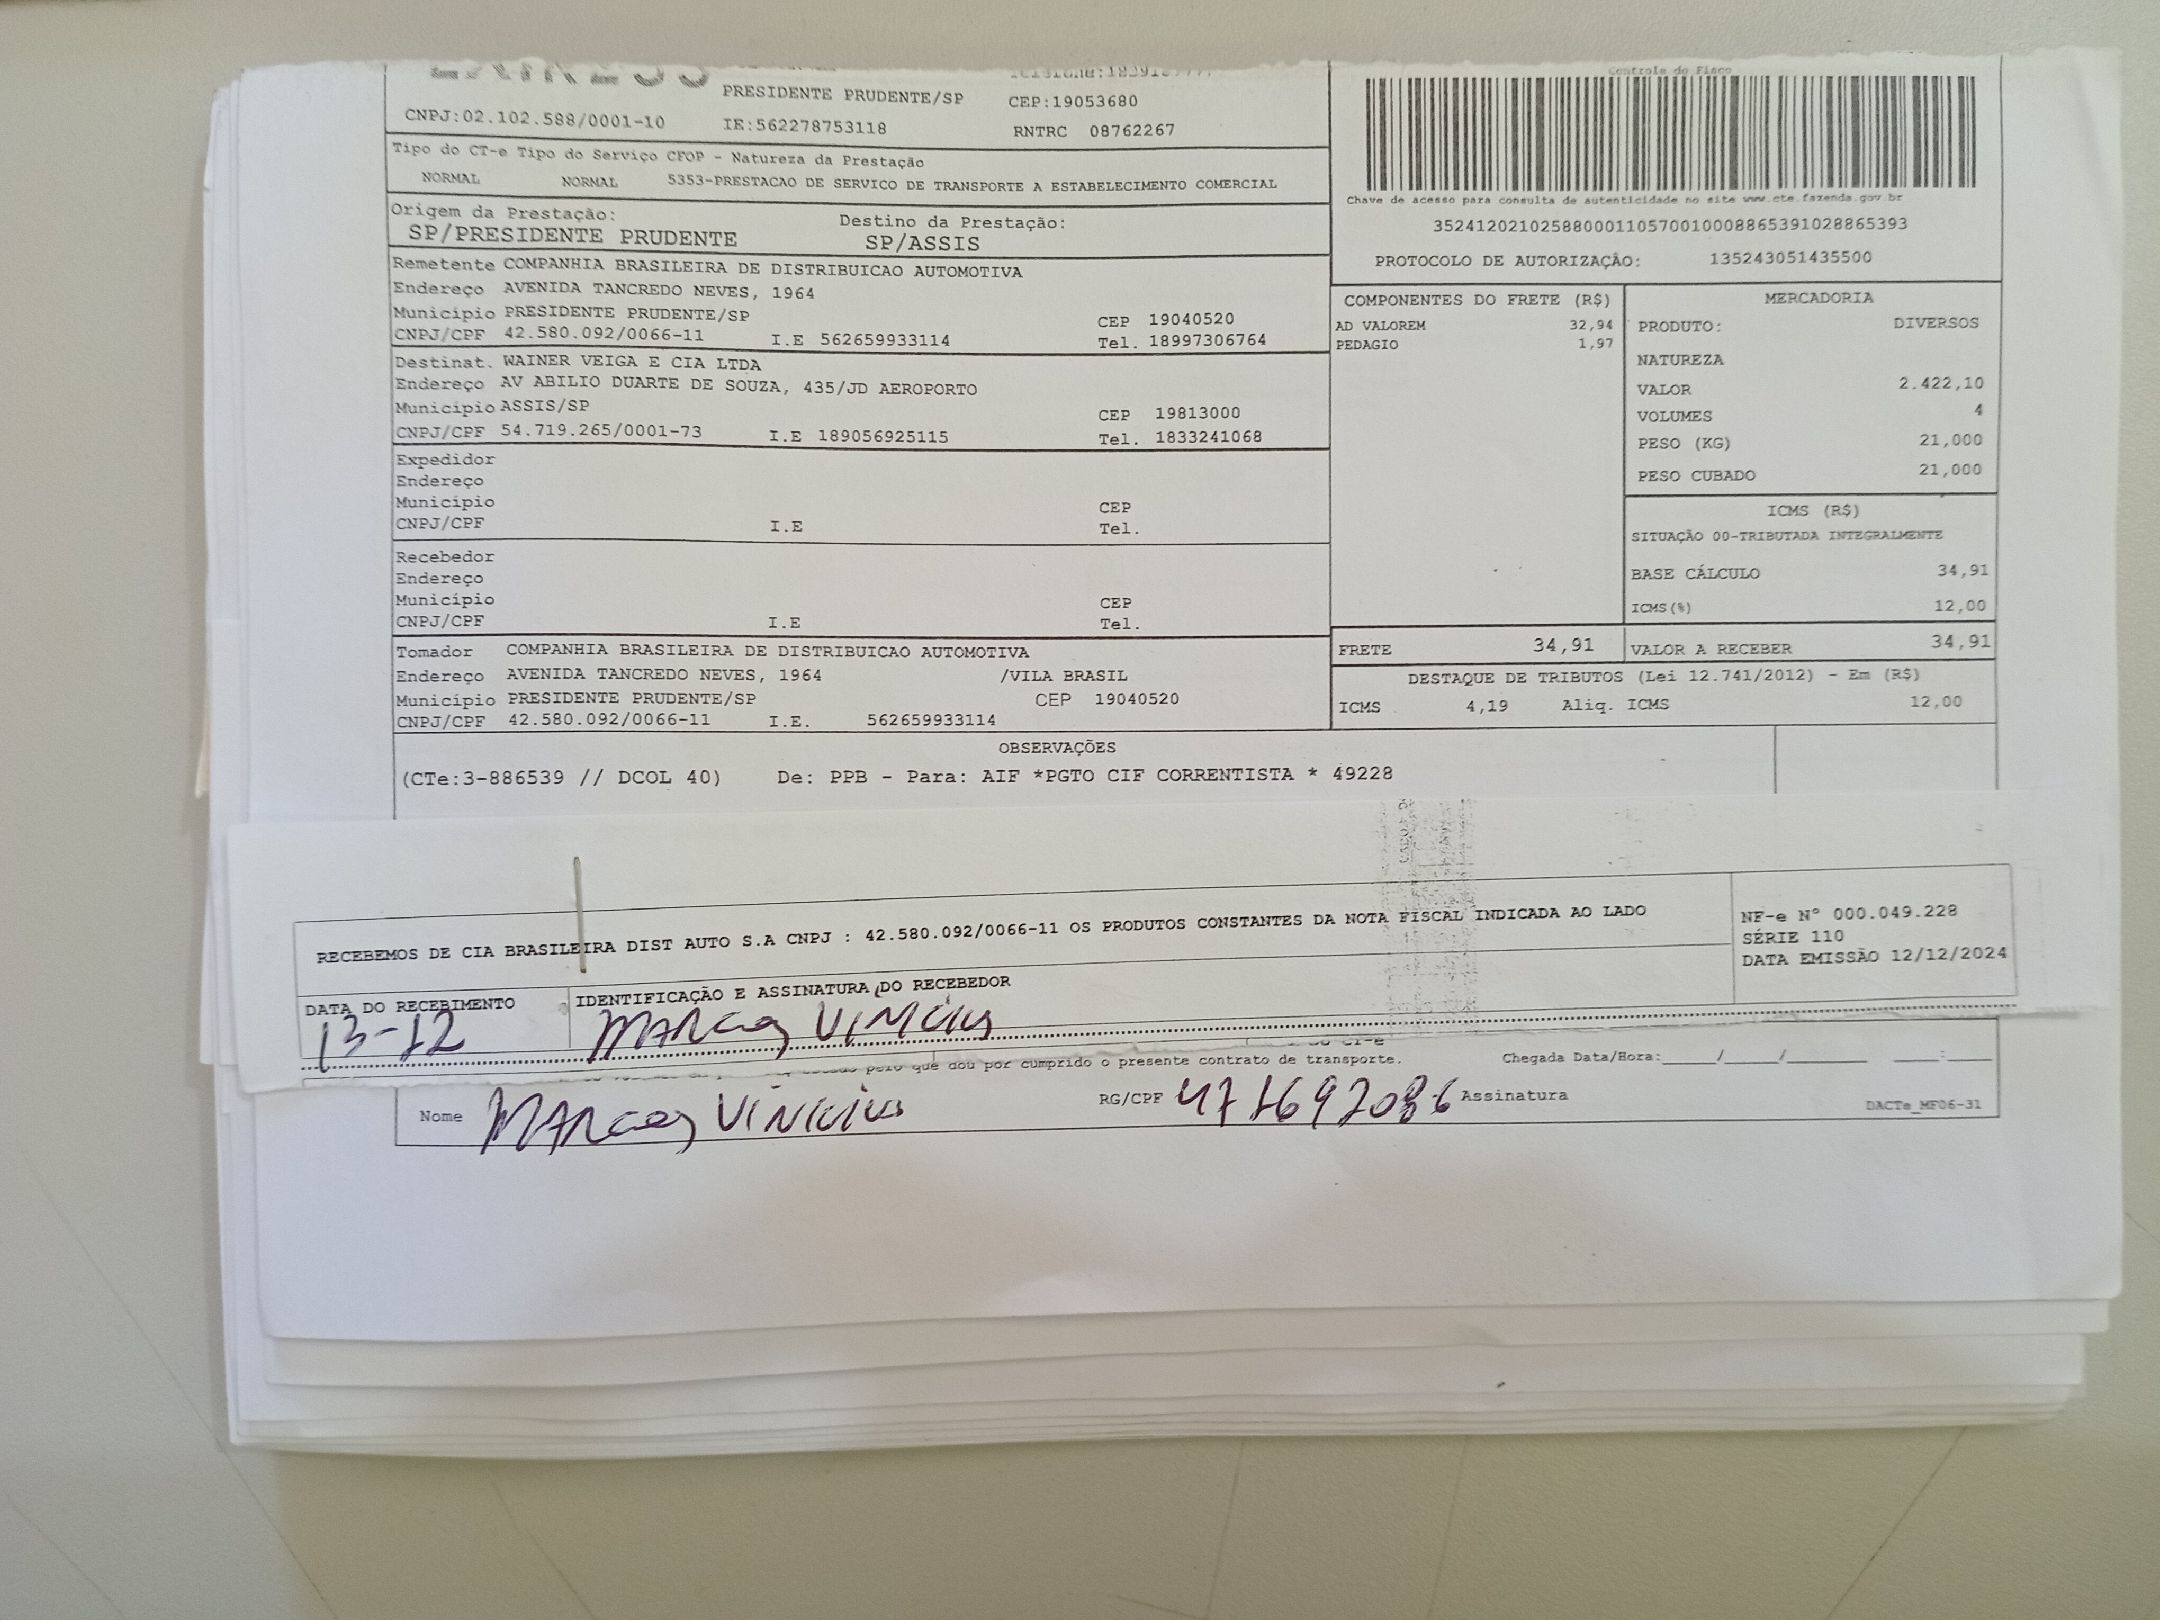 Controle do Fisco
PRESIDENTE PRUDENTE/SP CEP:19053680
CNPJ:02.102.588/0001-10 IE:562278753118 RNTRC 08762267
Tipo do CT-e Tipo do Serviço CFOP - Natureza da Prestação
NORMAL NORMAL 5353-PRESTACAO DE SERVICO DE TRANSPORTE A ESTABELECIMENTO COMERCIAL
Chave de acesso para consulta de autenticidade no site www.cte.fazenda.gov.br
35241202102588000110570010008865391028865393
PROTOCOLO DE AUTORIZAÇÃO: 135243051435500
Origem da Prestação: Destino da Prestação:
SP/PRESIDENTE PRUDENTE SP/ASSIS
Remetente COMPANHIA BRASILEIRA DE DISTRIBUICAO AUTOMOTIVA
Endereço AVENIDA TANCREDO NEVES, 1964
Município PRESIDENTE PRUDENTE/SP CEP 19040520
CNPJ/CPF 42.580.092/0066-11 I.E 562659933114 Tel. 18997306764
Destinat. WAINER VEIGA E CIA LTDA
Endereço AV ABILIO DUARTE DE SOUZA, 435/JD AEROPORTO
Município ASSIS/SP CEP 19813000
CNPJ/CPF 54.719.265/0001-73 I.E 189056925115 Tel. 1833241068
Expedidor
Endereço
Município CEP
CNPJ/CPF I.E Tel.
Recebedor
Endereço
Município CEP
CNPJ/CPF I.E Tel.
Tomador COMPANHIA BRASILEIRA DE DISTRIBUICAO AUTOMOTIVA
Endereço AVENIDA TANCREDO NEVES, 1964 /VILA BRASIL
Município PRESIDENTE PRUDENTE/SP CEP 19040520
CNPJ/CPF 42.580.092/0066-11 I.E. 562659933114
COMPONENTES DO FRETE (R$)
AD VALOREM 32,94
PEDAGIO 1,97
MERCADORIA
PRODUTO: DIVERSOS
NATUREZA
VALOR 2.422,10
VOLUMES 4
PESO (KG) 21,000
PESO CUBADO 21,000
ICMS (R$)
SITUAÇÃO 00-TRIBUTADA INTEGRALMENTE
BASE CÁLCULO 34,91
ICMS(%) 12,00
FRETE 34,91 VALOR A RECEBER 34,91
DESTAQUE DE TRIBUTOS (Lei 12.741/2012) - Em (R$)
ICMS 4,19 Aliq. ICMS 12,00
OBSERVAÇÕES
(CTe:3-886539 // DCOL 40) De: PPB - Para: AIF *PGTO CIF CORRENTISTA * 49228
RECEBEMOS DE CIA BRASILEIRA DIST AUTO S.A CNPJ : 42.580.092/0066-11 OS PRODUTOS CONSTANTES DA NOTA FISCAL INDICADA AO LADO
NF-e Nº 000.049.228
SÉRIE 110
DATA EMISSÃO 12/12/2024
DATA DO RECEBIMENTO IDENTIFICAÇÃO E ASSINATURA DO RECEBEDOR
13-12 MARCOS VINICIUS
pelo que dou por cumprido o presente contrato de transporte. Chegada Data/Hora:____/____/____ ____:____
Nome MARCOS VINICIUS RG/CPF 471697086 Assinatura
DACTe_MF06-31